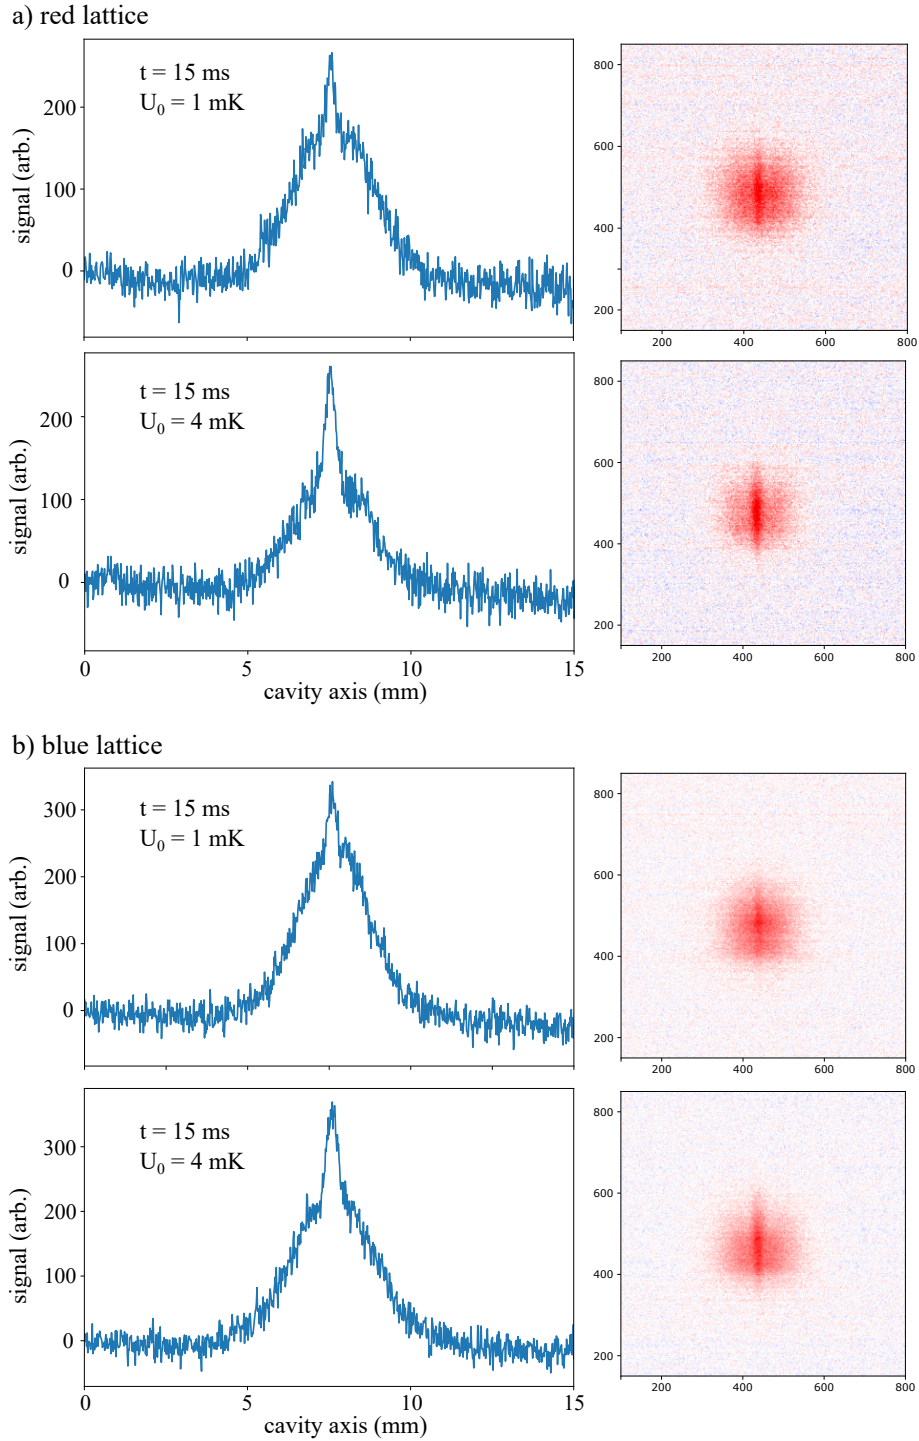 a) red lattice
t = 15 ms
U₀ = 1 mK
signal (arb.)
200
100
0
800
600
400
200
200 400 600 800
t = 15 ms
U₀ = 4 mK
signal (arb.)
200
100
0
0 5 10 15
cavity axis (mm)
800
600
400
200
200 400 600 800
b) blue lattice
t = 15 ms
U₀ = 1 mK
signal (arb.)
300
200
100
0
800
600
400
200
200 400 600 800
t = 15 ms
U₀ = 4 mK
signal (arb.)
300
200
100
0
0 5 10 15
cavity axis (mm)
800
600
400
200
200 400 600 800